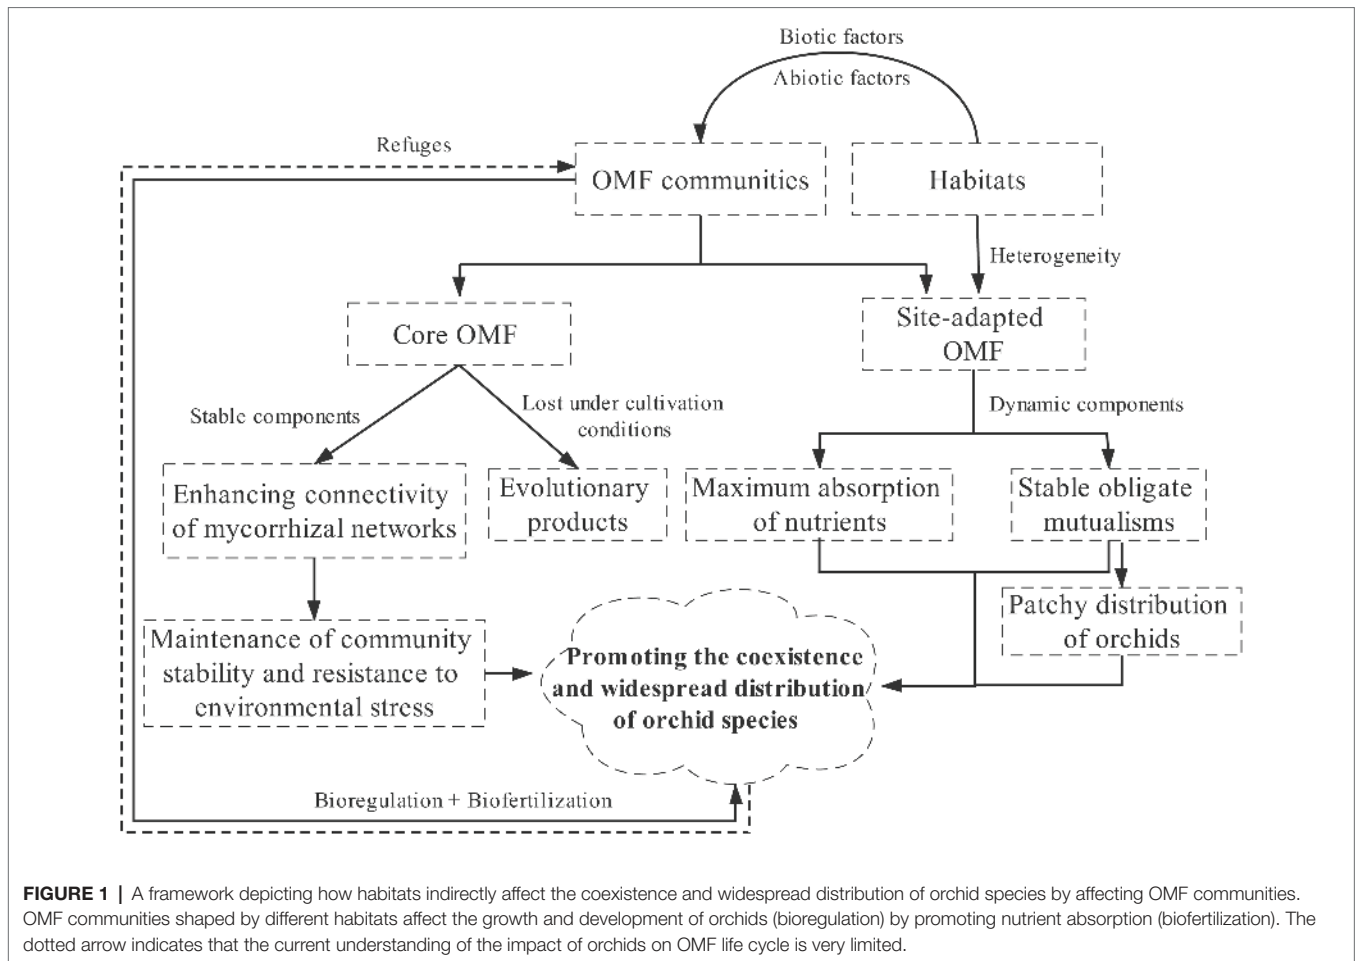 Biotic factors
Abiotic factors
Refuges
OMF communities
Habitats
Heterogeneity
Core OMF
Site-adapted
OMF
Stable components
Lost under cultivation
conditions
Dynamic components
Enhancing connectivity
of mycorrhizal networks
Evolutionary
products
Maximum absorption
of nutrients
Stable obligate
mutualisms
Patchy distribution
of orchids
Maintenance of community
stability and resistance to
environmental stress
Promoting the coexistence
and widespread distribution
of orchid species
Bioregulation + Biofertilization
FIGURE 1 | A framework depicting how habitats indirectly affect the coexistence and widespread distribution of orchid species by affecting OMF communities.
OMF communities shaped by different habitats affect the growth and development of orchids (bioregulation) by promoting nutrient absorption (biofertilization). The
dotted arrow indicates that the current understanding of the impact of orchids on OMF life cycle is very limited.